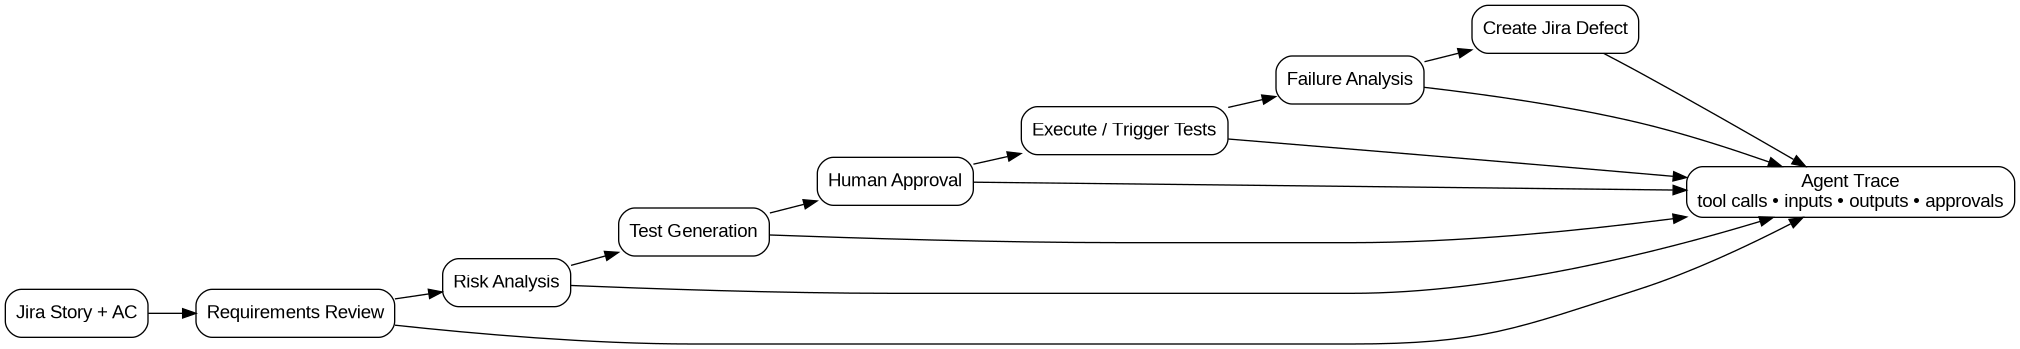 Jira Story + AC
Requirements Review
Risk Analysis
Test Generation
Human Approval
Execute / Trigger Tests
Failure Analysis
Create Jira Defect
Agent Trace
tool calls • inputs • outputs • approvals